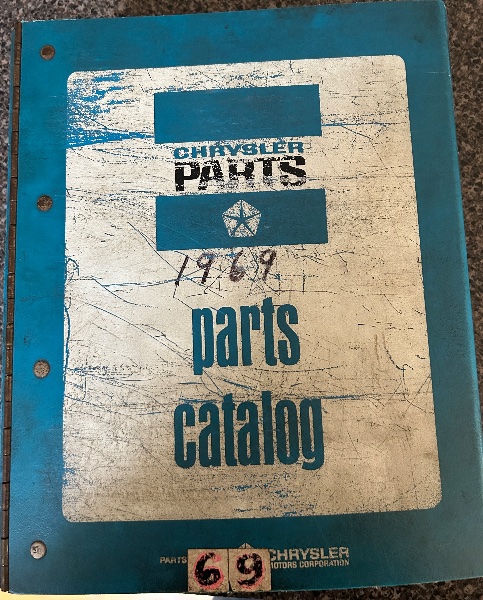 CHRYSLER
PARTS
1969
parts
catalog
PARTS 69 CHRYSLER
MOTORS CORPORATION